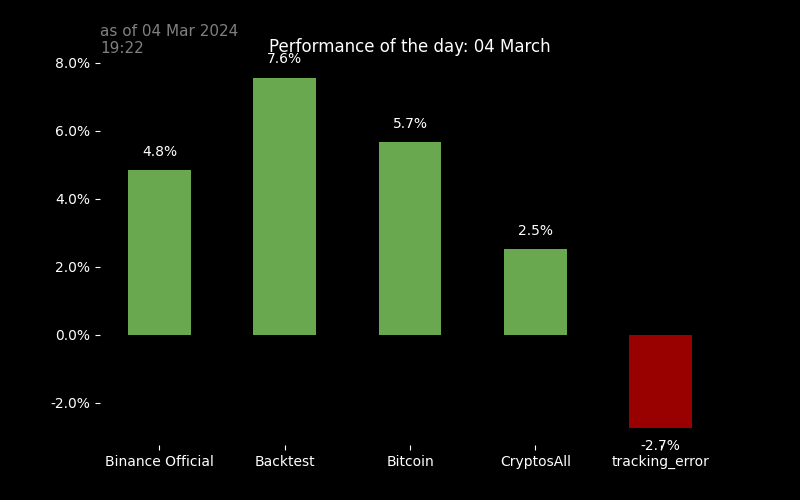 as of 04 Mar 2024
19:22
Performance of the day: 04 March
8.0%
6.0%
4.0%
2.0%
0.0%
-2.0%
4.8%
7.6%
5.7%
2.5%
-2.7%
Binance Official
Backtest
Bitcoin
CryptosAll
tracking_error